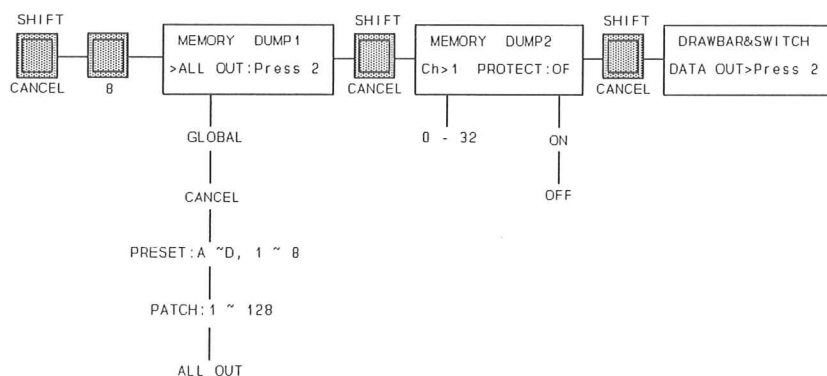 SHIFT
CANCEL
8
MEMORY DUMP1
>ALL OUT:Press 2
SHIFT
CANCEL
MEMORY DUMP2
Ch>1 PROTECT:OF
SHIFT
CANCEL
DRAWBAR&SWITCH
DATA OUT>Press 2
GLOBAL
CANCEL
PRESET:A ~D, 1 ~ 8
PATCH:1 ~ 128
ALL OUT
0 - 32
ON
OFF